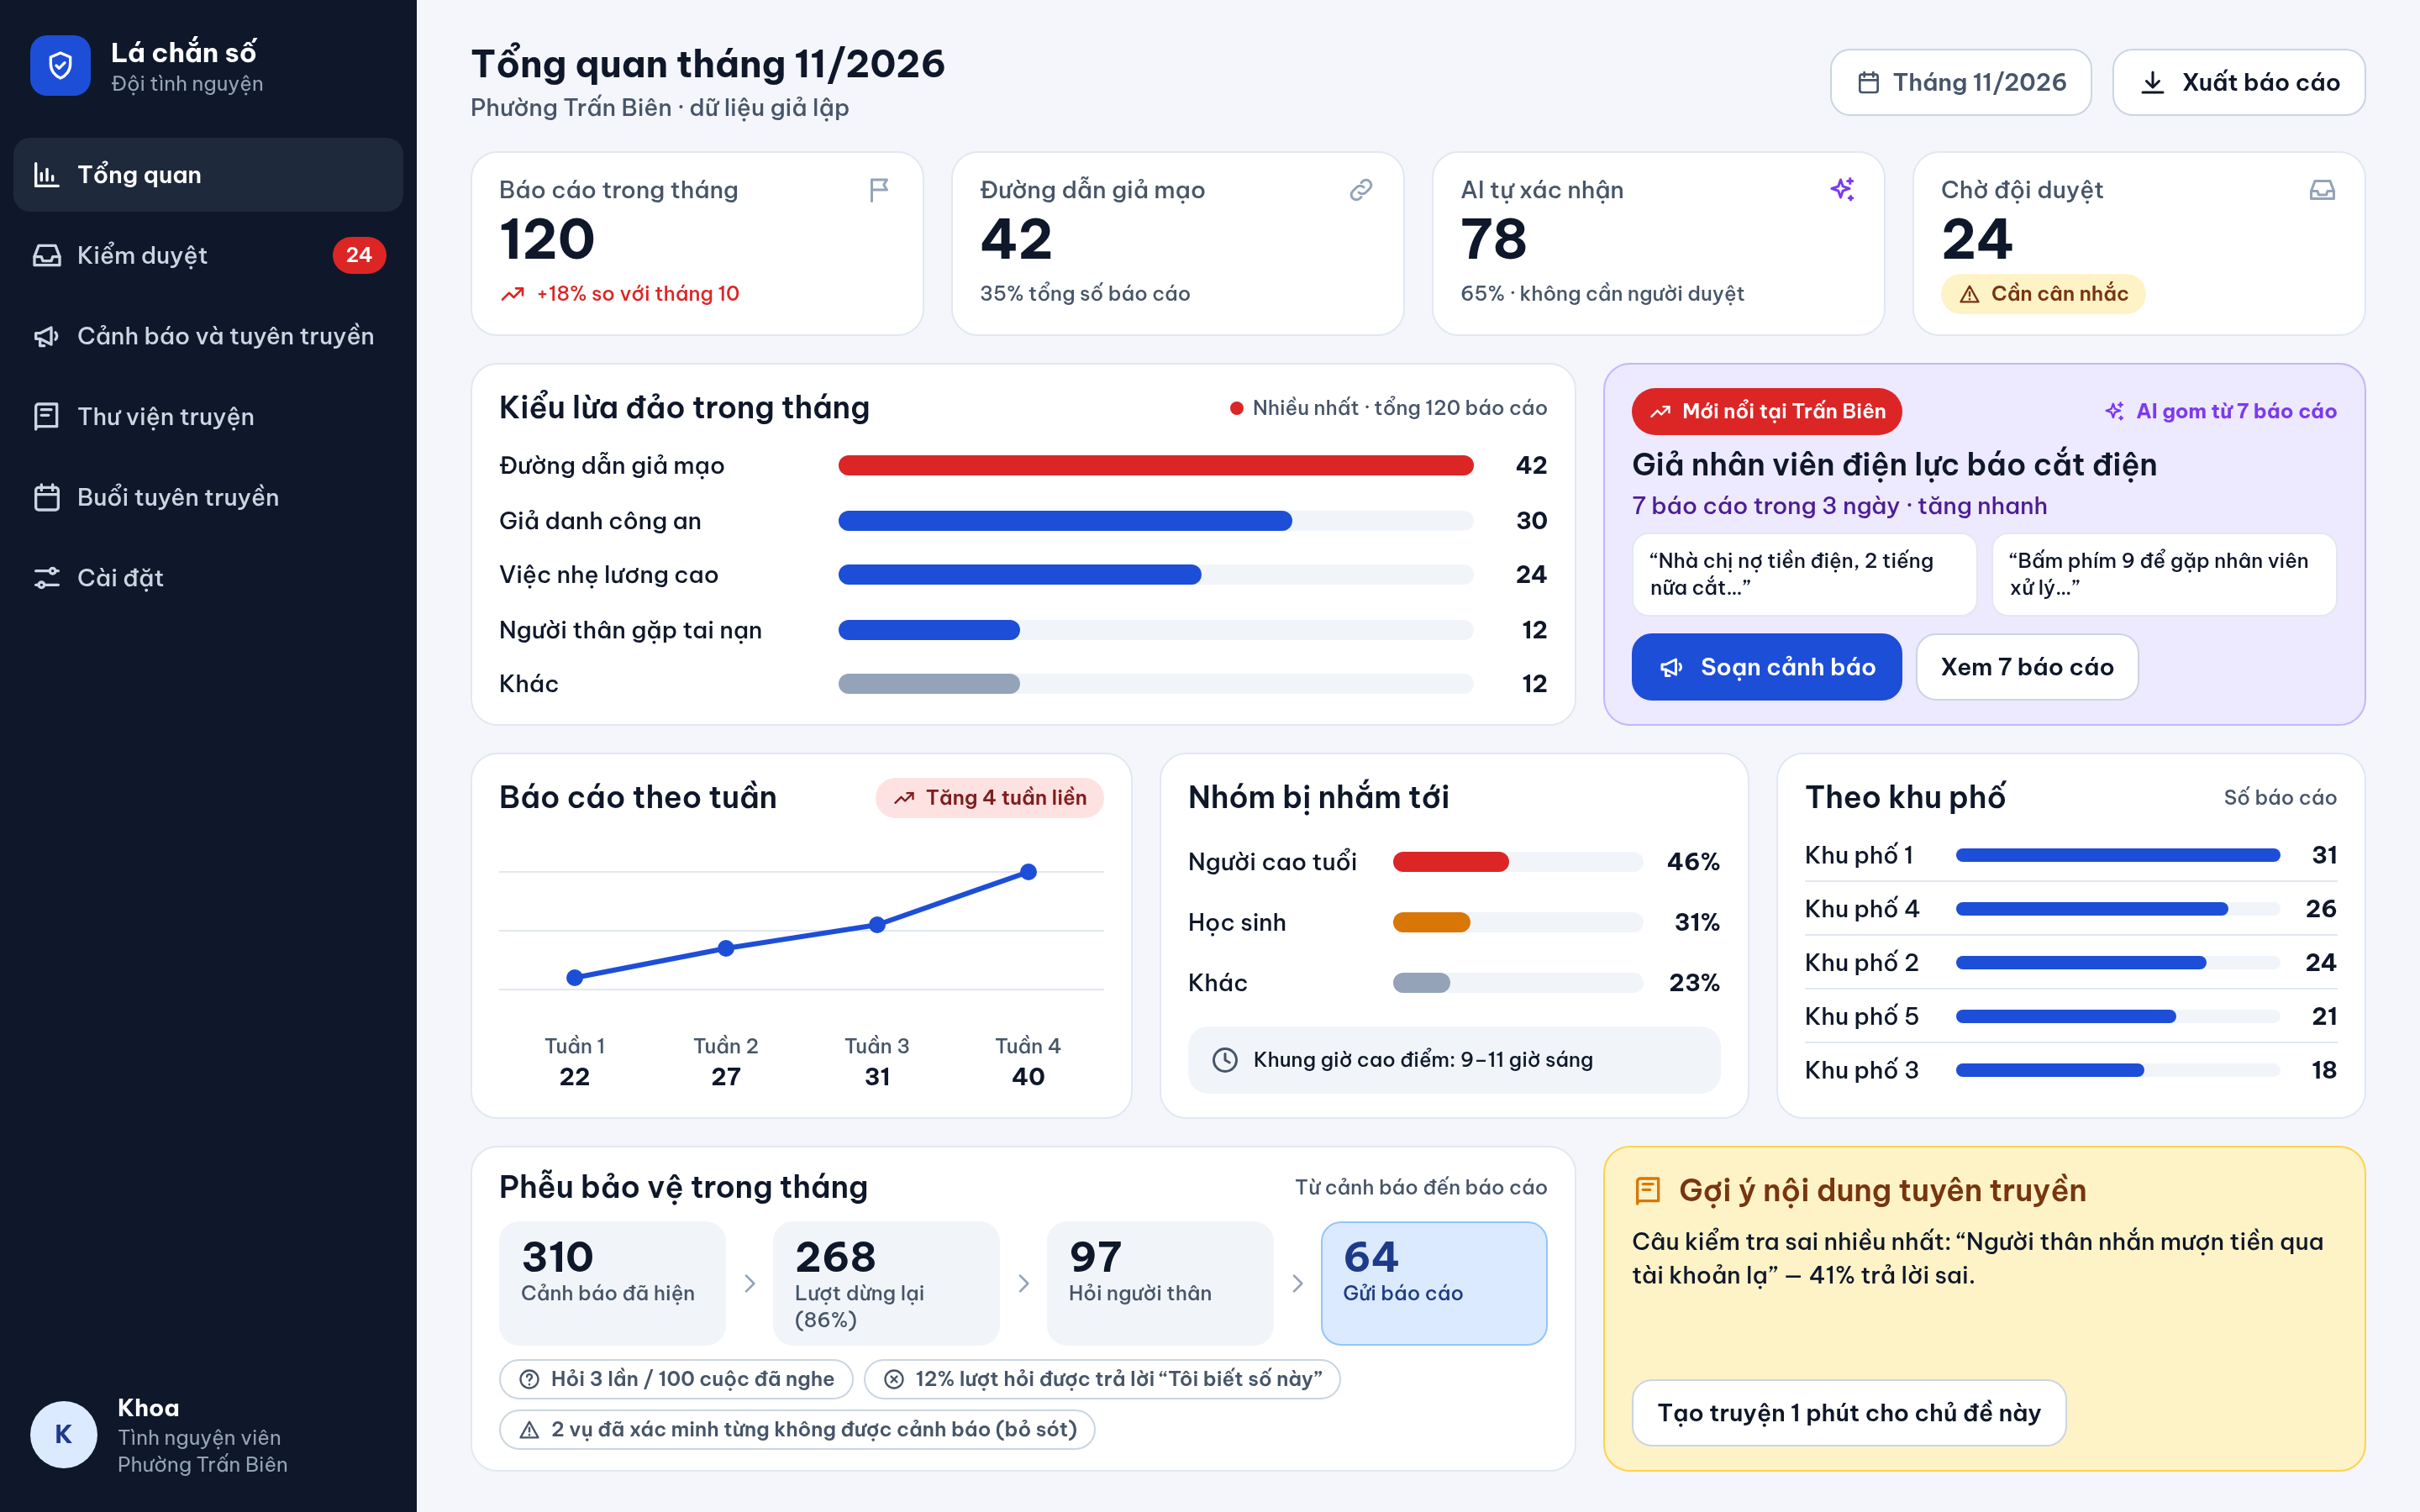 Lá chắn số
Đội tình nguyện
Tổng quan
Kiểm duyệt
24
Cảnh báo và tuyên truyền
Thư viện truyện
Buổi tuyên truyền
Cài đặt
K
Khoa
Tình nguyện viên
Phường Trấn Biên
Tổng quan tháng 11/2026
Phường Trấn Biên · dữ liệu giả lập
Tháng 11/2026
Xuất báo cáo
Báo cáo trong tháng
120
+18% so với tháng 10
Đường dẫn giả mạo
42
35% tổng số báo cáo
AI tự xác nhận
78
65% · không cần người duyệt
Chờ đội duyệt
24
Cần cân nhắc
Kiểu lừa đảo trong tháng
Nhiều nhất · tổng 120 báo cáo
Đường dẫn giả mạo 42
Giả danh công an 30
Việc nhẹ lương cao 24
Người thân gặp tai nạn 12
Khác 12
Mới nổi tại Trấn Biên
AI gom từ 7 báo cáo
Giả nhân viên điện lực báo cắt điện
7 báo cáo trong 3 ngày · tăng nhanh
“Nhà chị nợ tiền điện, 2 tiếng
nữa cắt...”
“Bấm phím 9 để gặp nhân viên
xử lý...”
Soạn cảnh báo
Xem 7 báo cáo
Báo cáo theo tuần
Tăng 4 tuần liền
Tuần 1 Tuần 2 Tuần 3 Tuần 4
22 27 31 40
Nhóm bị nhắm tới
Người cao tuổi 46%
Học sinh 31%
Khác 23%
Khung giờ cao điểm: 9–11 giờ sáng
Theo khu phố
Số báo cáo
Khu phố 1 31
Khu phố 4 26
Khu phố 2 24
Khu phố 5 21
Khu phố 3 18
Phễu bảo vệ trong tháng
Từ cảnh báo đến báo cáo
310
Cảnh báo đã hiện
268
Lượt dừng lại
(86%)
97
Hỏi người thân
64
Gửi báo cáo
Hỏi 3 lần / 100 cuộc đã nghe
12% lượt hỏi được trả lời “Tôi biết số này”
2 vụ đã xác minh từng không được cảnh báo (bỏ sót)
Gợi ý nội dung tuyên truyền
Câu kiểm tra sai nhiều nhất: “Người thân nhắn mượn tiền qua
tài khoản lạ” — 41% trả lời sai.
Tạo truyện 1 phút cho chủ đề này